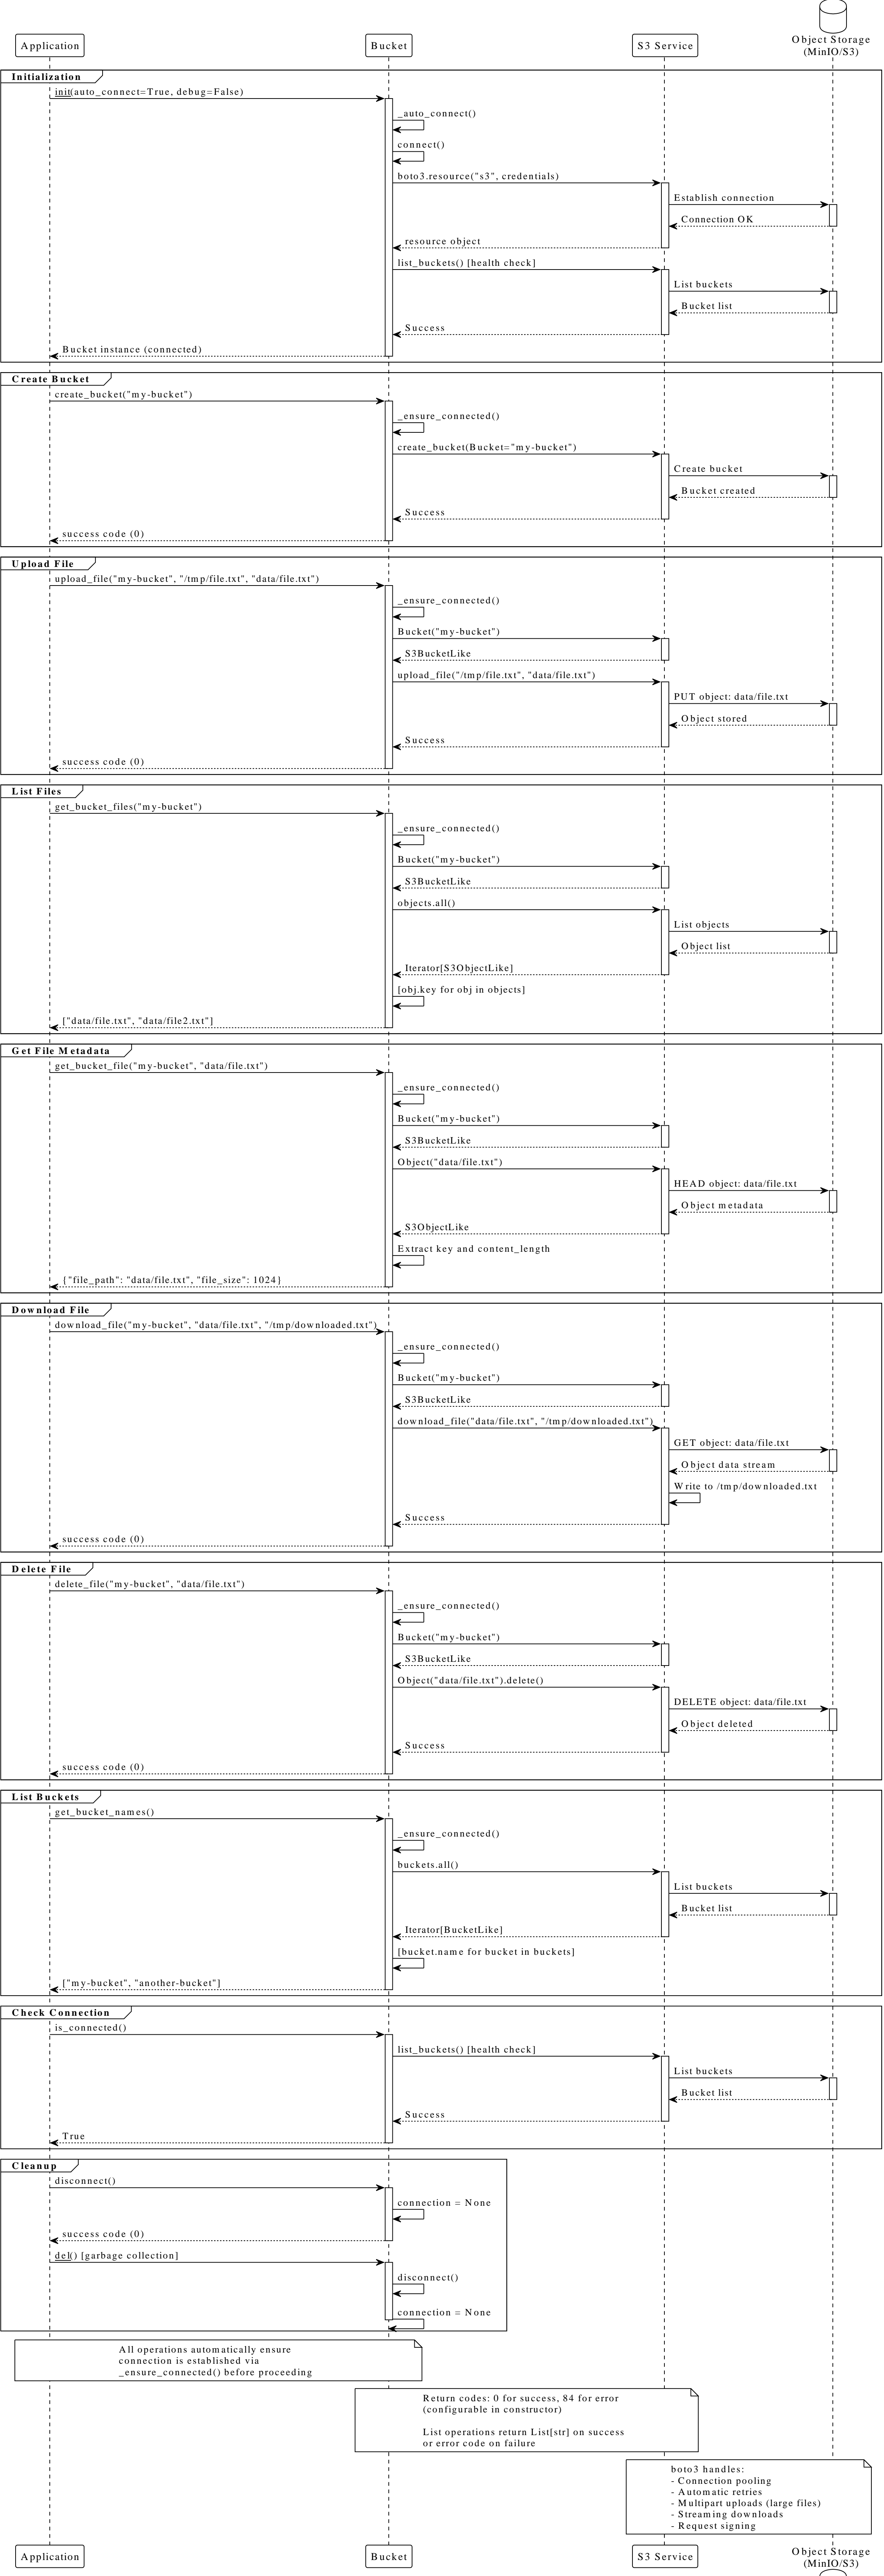 Application
Bucket
S3 Service
Object Storage
(MinIO/S3)
Initialization
init(auto_connect=True, debug=False)
_auto_connect()
connect()
boto3.resource("s3", credentials)
Establish connection
Connection OK
resource object
list_buckets() [health check]
List buckets
Bucket list
Success
Bucket instance (connected)
Create Bucket
create_bucket("my-bucket")
_ensure_connected()
create_bucket(Bucket="my-bucket")
Create bucket
Bucket created
Success
success code (0)
Upload File
upload_file("my-bucket", "/tmp/file.txt", "data/file.txt")
_ensure_connected()
Bucket("my-bucket")
S3BucketLike
upload_file("/tmp/file.txt", "data/file.txt")
PUT object: data/file.txt
Object stored
Success
success code (0)
List Files
get_bucket_files("my-bucket")
_ensure_connected()
Bucket("my-bucket")
S3BucketLike
objects.all()
List objects
Object list
Iterator[S3ObjectLike]
[obj.key for obj in objects]
["data/file.txt", "data/file2.txt"]
Get File Metadata
get_bucket_file("my-bucket", "data/file.txt")
_ensure_connected()
Bucket("my-bucket")
S3BucketLike
Object("data/file.txt")
HEAD object: data/file.txt
Object metadata
S3ObjectLike
Extract key and content_length
{"file_path": "data/file.txt", "file_size": 1024}
Download File
download_file("my-bucket", "data/file.txt", "/tmp/downloaded.txt")
_ensure_connected()
Bucket("my-bucket")
S3BucketLike
download_file("data/file.txt", "/tmp/downloaded.txt")
GET object: data/file.txt
Object data stream
Write to /tmp/downloaded.txt
Success
success code (0)
Delete File
delete_file("my-bucket", "data/file.txt")
_ensure_connected()
Bucket("my-bucket")
S3BucketLike
Object("data/file.txt").delete()
DELETE object: data/file.txt
Object deleted
Success
success code (0)
List Buckets
get_bucket_names()
_ensure_connected()
buckets.all()
List buckets
Bucket list
Iterator[BucketLike]
[bucket.name for bucket in buckets]
["my-bucket", "another-bucket"]
Check Connection
is_connected()
list_buckets() [health check]
List buckets
Bucket list
Success
True
Cleanup
disconnect()
connection = None
success code (0)
del() [garbage collection]
disconnect()
connection = None
All operations automatically ensure
connection is established via
_ensure_connected() before proceeding
Return codes: 0 for success, 84 for error
(configurable in constructor)
List operations return List[str] on success
or error code on failure
boto3 handles:
- Connection pooling
- Automatic retries
- Multipart uploads (large files)
- Streaming downloads
- Request signing
Application
Bucket
S3 Service
Object Storage
(MinIO/S3)